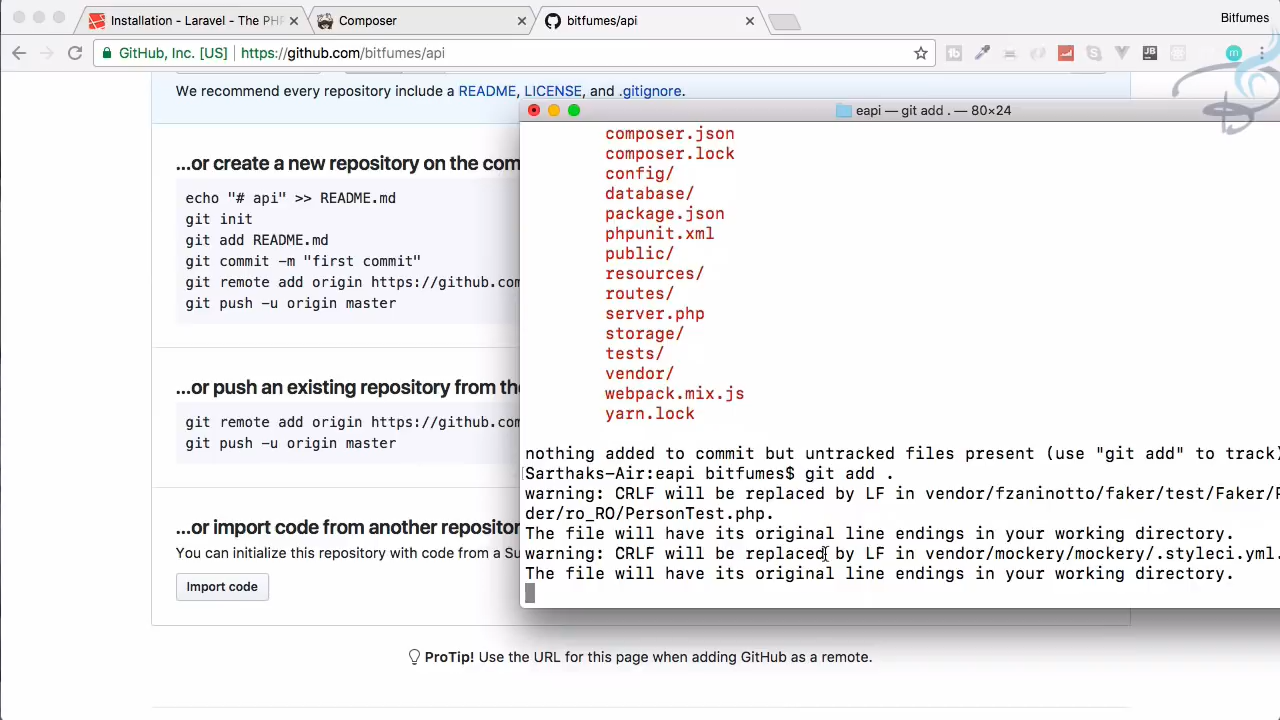 Installation - Laravel - The PH
Composer
bitfumes/api
Bitfumes
GitHub, Inc. [US]
https://github.com/bitfumes/api
We recommend every repository include a README, LICENSE, and .gitignore.
eapi — git add . — 80×24
...or create a new repository on the com
echo "# api" >> README.md
git init
git add README.md
git commit -m "first commit"
git remote add origin https://github.com
git push -u origin master
...or push an existing repository from the
git remote add origin https://github.com
git push -u origin master
...or import code from another repositor
You can initialize this repository with code from a Su
Import code
ProTip! Use the URL for this page when adding GitHub as a remote.
composer.json
composer.lock
config/
database/
package.json
phpunit.xml
public/
resources/
routes/
server.php
storage/
tests/
vendor/
webpack.mix.js
yarn.lock
nothing added to commit but untracked files present (use "git add" to track)
Sarthaks-Air:eapi bitfumes$ git add .
warning: CRLF will be replaced by LF in vendor/fzaninotto/faker/test/Faker/P
der/ro_RO/PersonTest.php.
The file will have its original line endings in your working directory.
warning: CRLF will be replaced by LF in vendor/mockery/mockery/.styleci.yml.
The file will have its original line endings in your working directory.